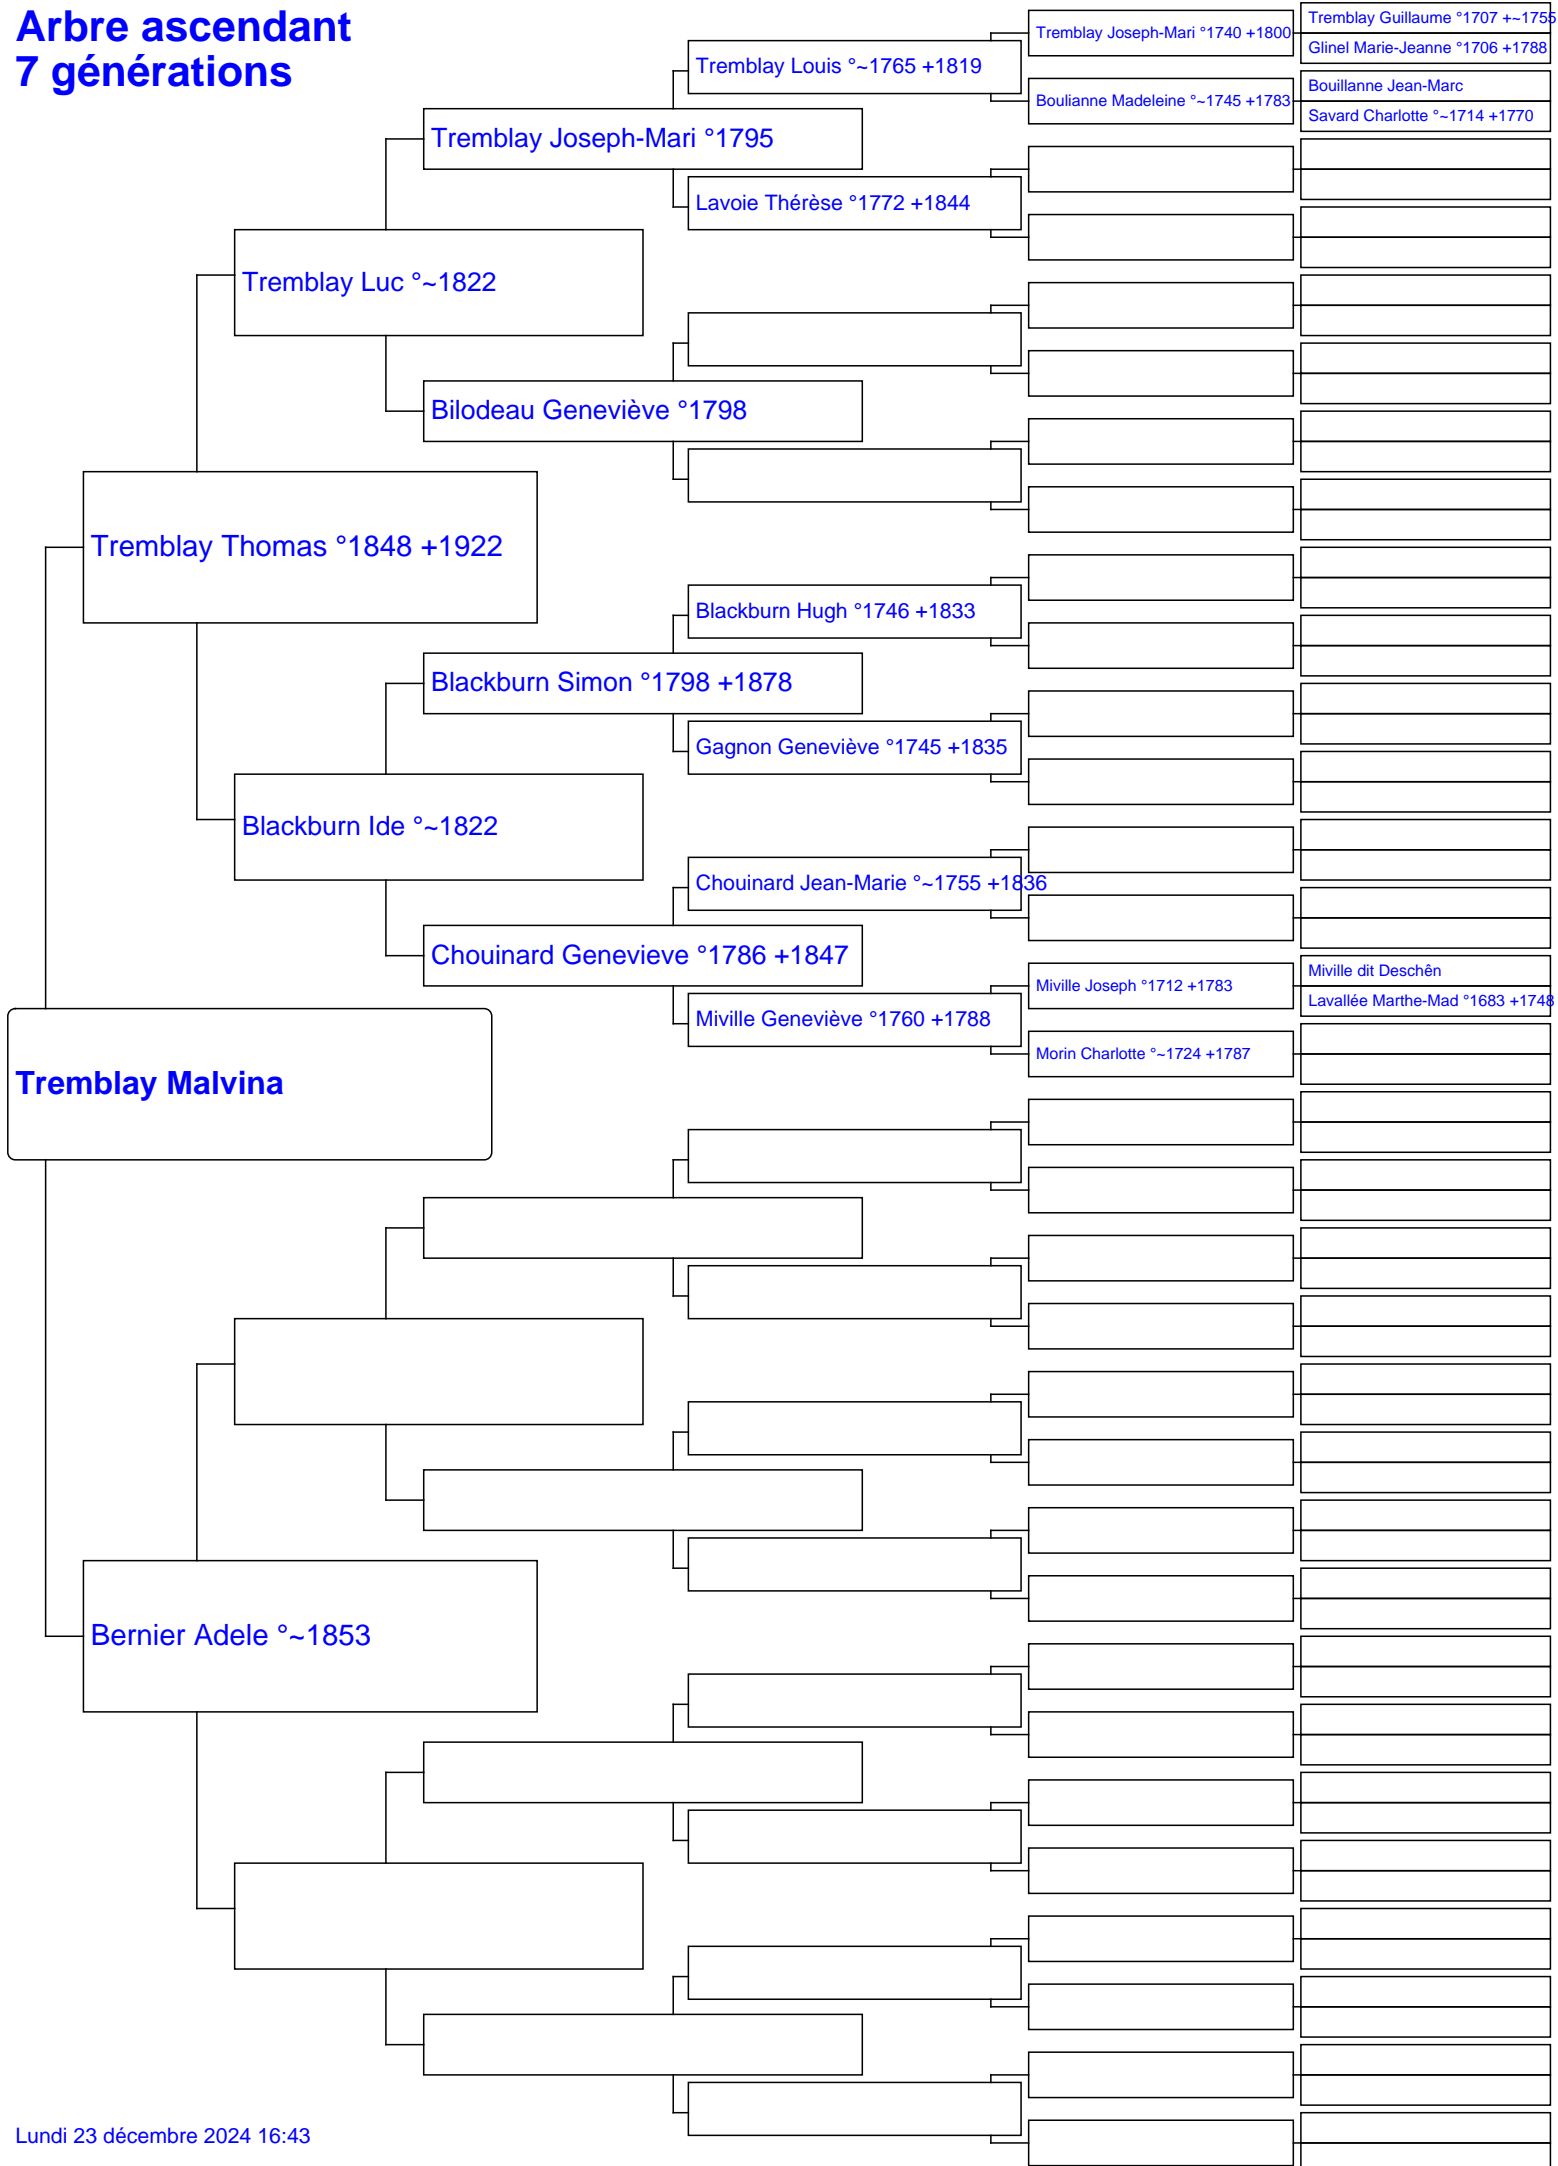 Arbre ascendant
7 générations
Tremblay Guillaume °1707 +~1755
Tremblay Joseph-Mari °1740 +1800
Glinel Marie-Jeanne °1706 +1788
Tremblay Louis °~1765 +1819
Bouillanne Jean-Marc
Boulianne Madeleine °~1745 +1783
Savard Charlotte °~1714 +1770
Tremblay Joseph-Mari °1795
Lavoie Thérèse °1772 +1844
Tremblay Luc °~1822
Bilodeau Geneviève °1798
Tremblay Thomas °1848 +1922
Blackburn Hugh °1746 +1833
Blackburn Simon °1798 +1878
Gagnon Geneviève °1745 +1835
Blackburn Ide °~1822
Chouinard Jean-Marie °~1755 +1836
Chouinard Genevieve °1786 +1847
Miville dit Deschên
Miville Joseph °1712 +1783
Lavallée Marthe-Mad °1683 +1748
Miville Geneviève °1760 +1788
Morin Charlotte °~1724 +1787
Tremblay Malvina
Bernier Adele °~1853
Lundi 23 décembre 2024 16:43